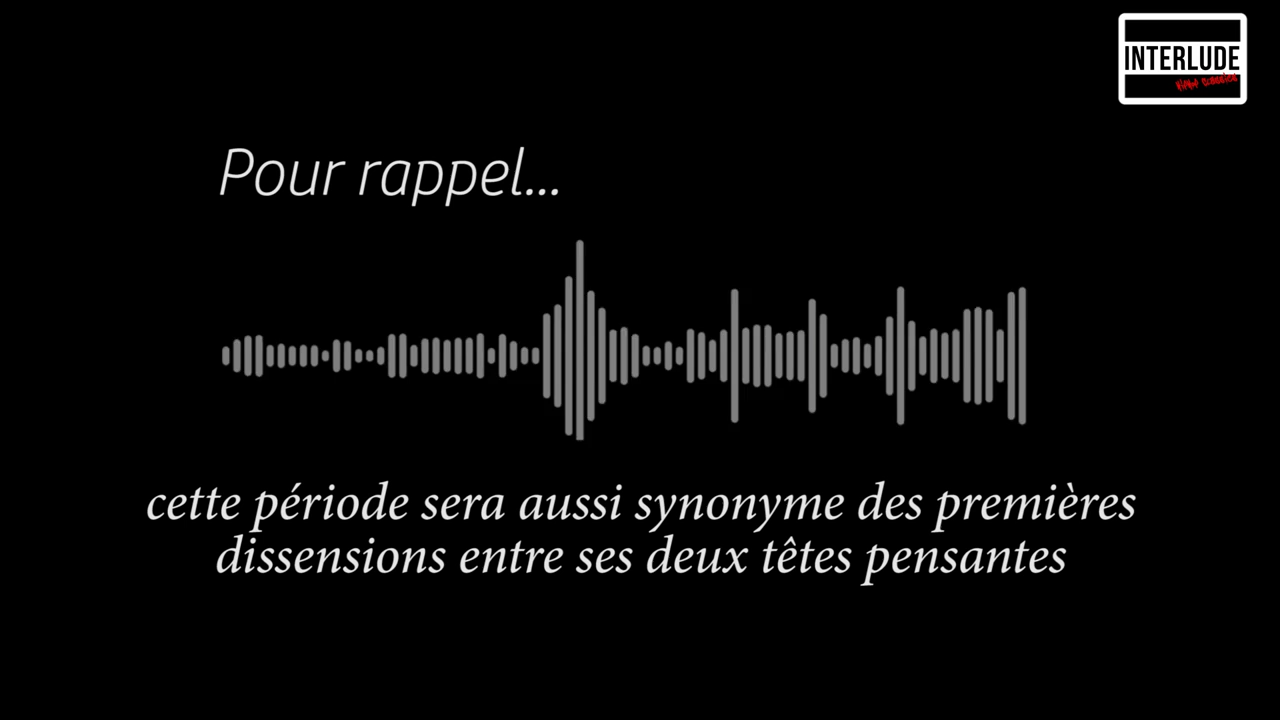 INTERLUDE
Pour rappel...
cette période sera aussi synonyme des premières
dissensions entre ses deux têtes pensantes